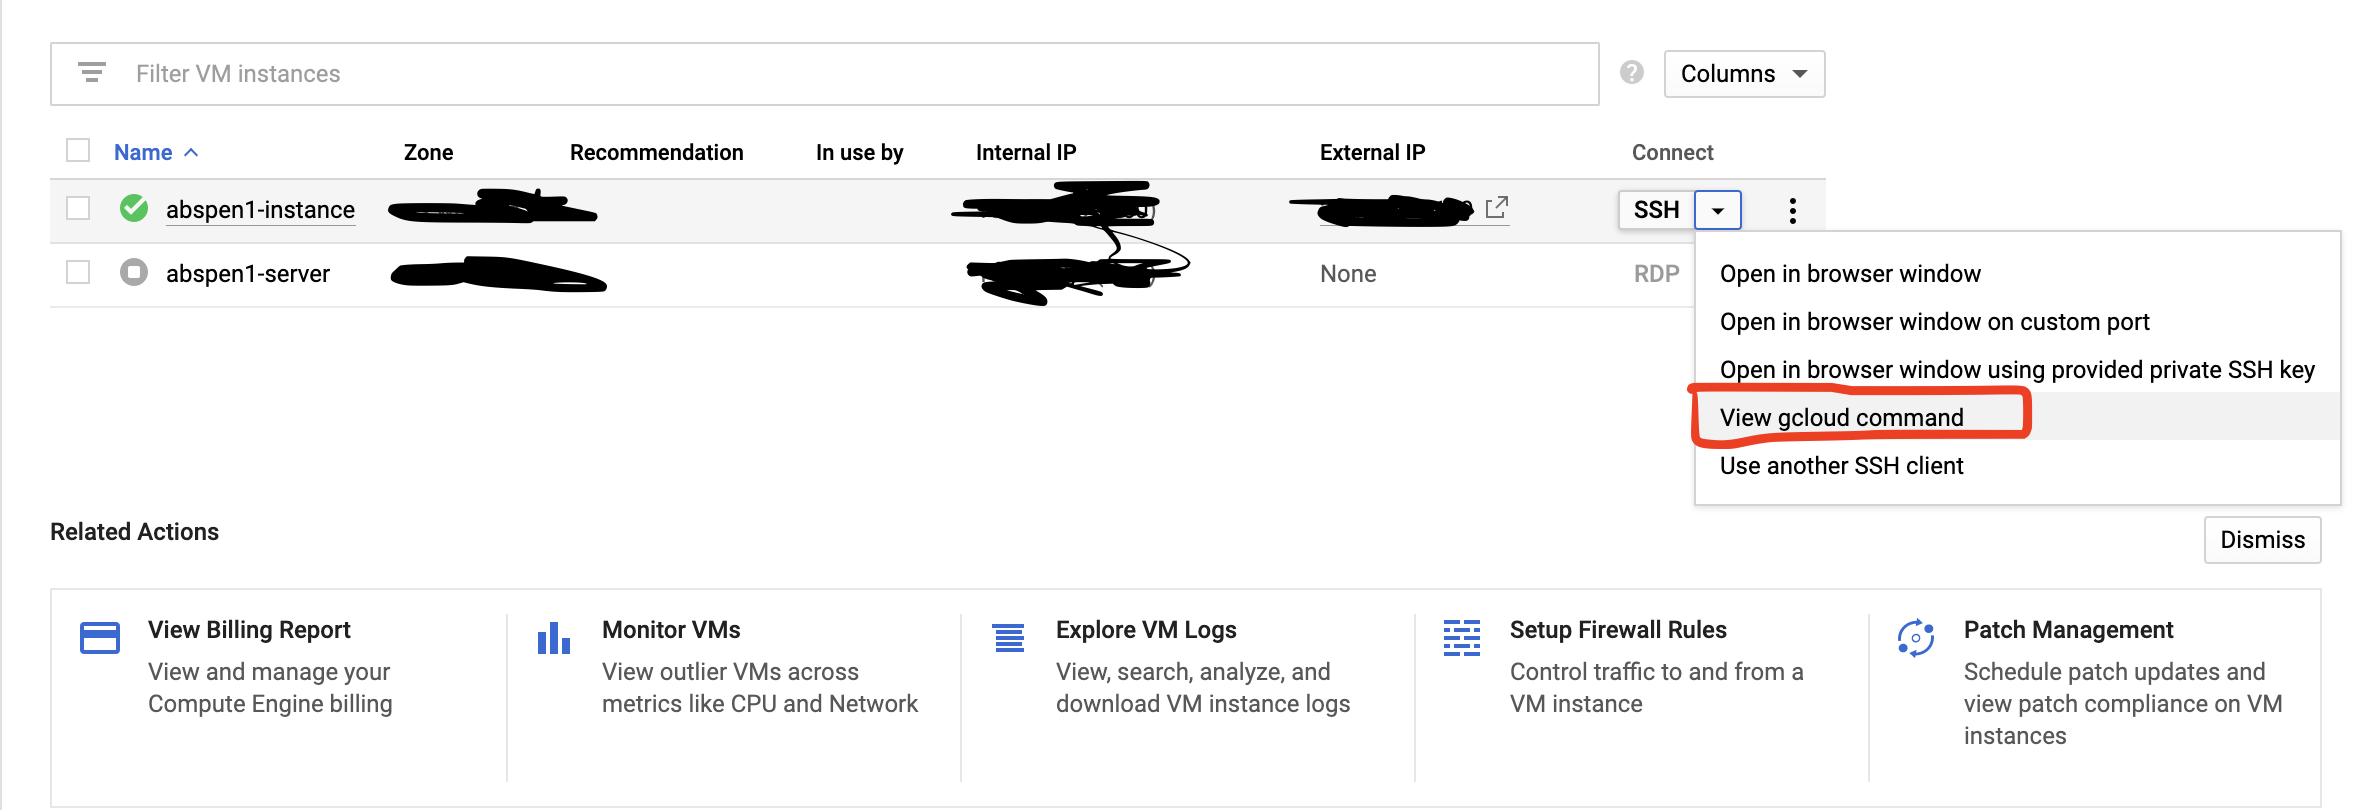 Filter VM instances
Columns
Name Zone Recommendation In use by Internal IP External IP Connect
abspen1-instance SSH
abspen1-server None RDP
Open in browser window
Open in browser window on custom port
Open in browser window using provided private SSH key
View gcloud command
Use another SSH client
Related Actions
Dismiss
View Billing Report
View and manage your
Compute Engine billing
Monitor VMs
View outlier VMs across
metrics like CPU and Network
Explore VM Logs
View, search, analyze, and
download VM instance logs
Setup Firewall Rules
Control traffic to and from a
VM instance
Patch Management
Schedule patch updates and
view patch compliance on VM
instances